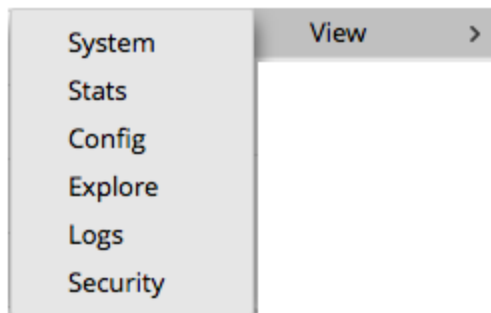 View >
System
Stats
Config
Explore
Logs
Security